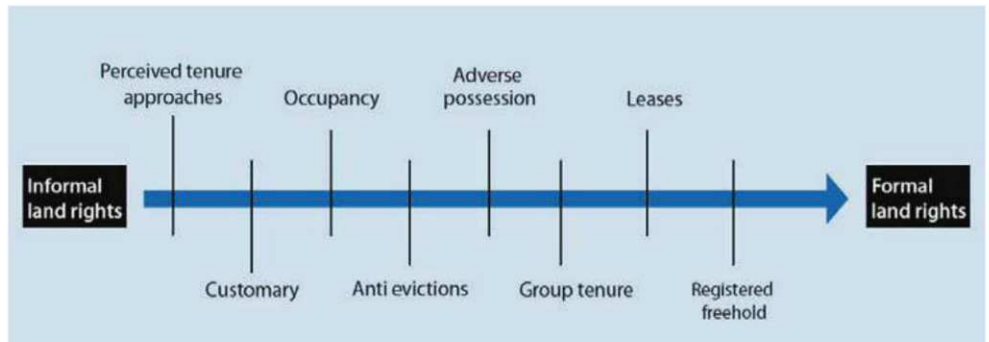 Perceived tenure
approaches
Occupancy
Adverse
possession
Leases
Informal
land rights
Formal
land rights
Customary
Anti evictions
Group tenure
Registered
freehold